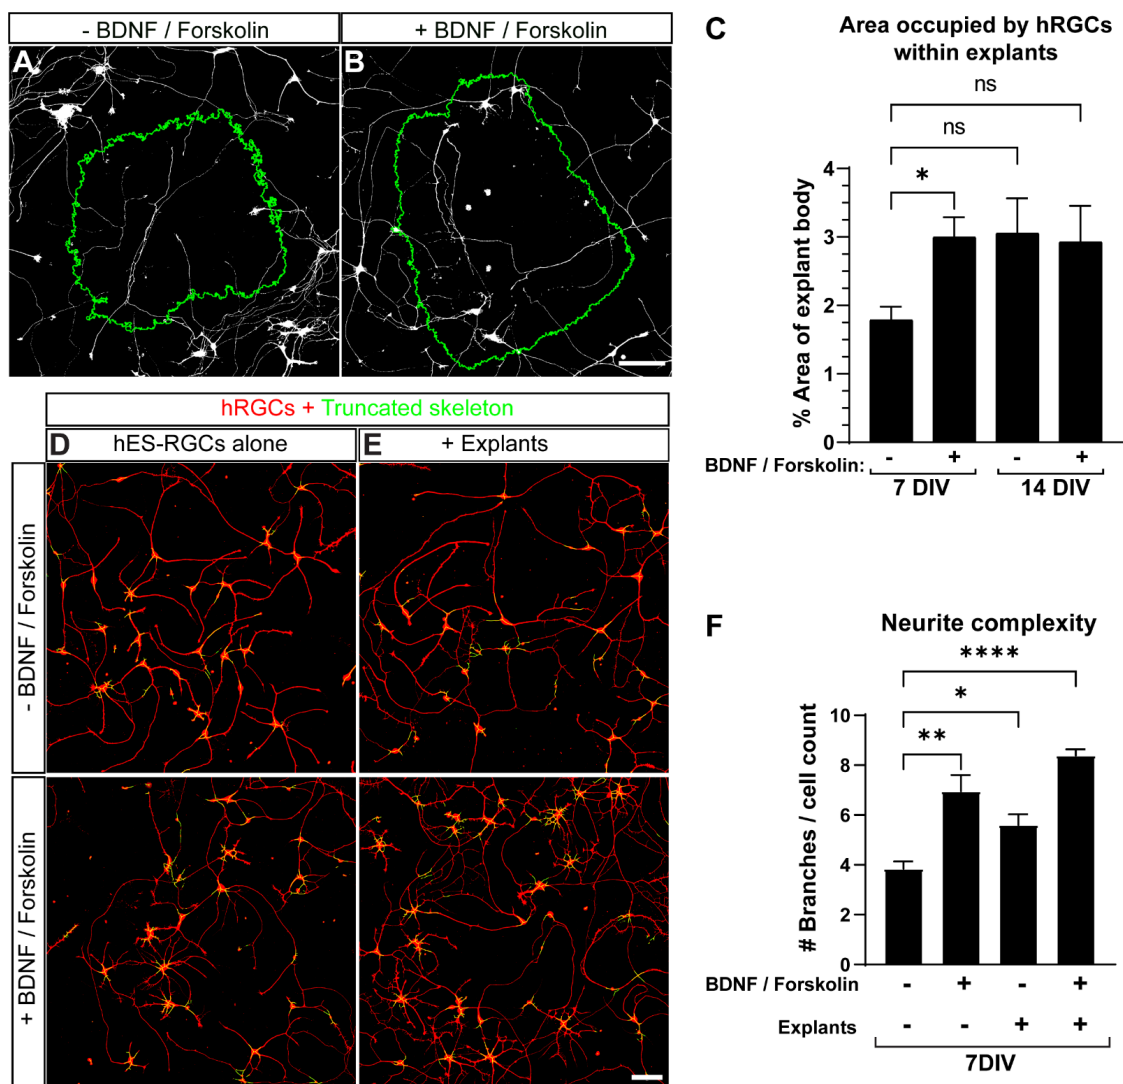 - BDNF / Forskolin
+ BDNF / Forskolin
A
B
C
Area occupied by hRGCs
within explants
ns
ns
*
% Area of explant body
4
3
2
1
0
- + - +
BDNF / Forskolin:
7 DIV
14 DIV
hRGCs + Truncated skeleton
D
hES-RGCs alone
E
+ Explants
- BDNF / Forskolin
+ BDNF / Forskolin
F
Neurite complexity
****
*
**
# Branches / cell count
10
8
6
4
2
0
BDNF / Forskolin - + - +
Explants - - + +
7DIV